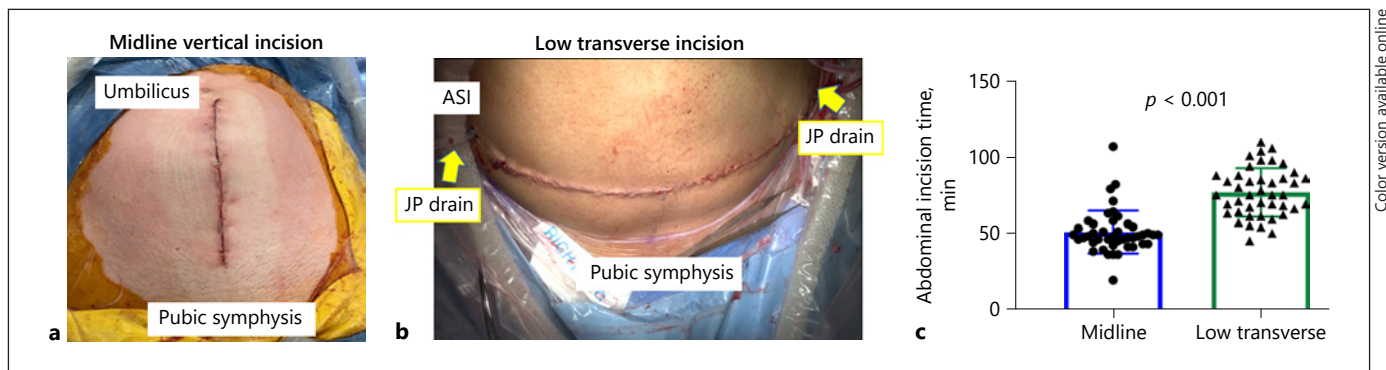 Midline vertical incision
Umbilicus
Pubic symphysis
a
Low transverse incision
ASI
JP drain
JP drain
Pubic symphysis
b
Abdominal incision time,
min
150
100
50
0
p < 0.001
Midline
Low transverse
c
Color version available online